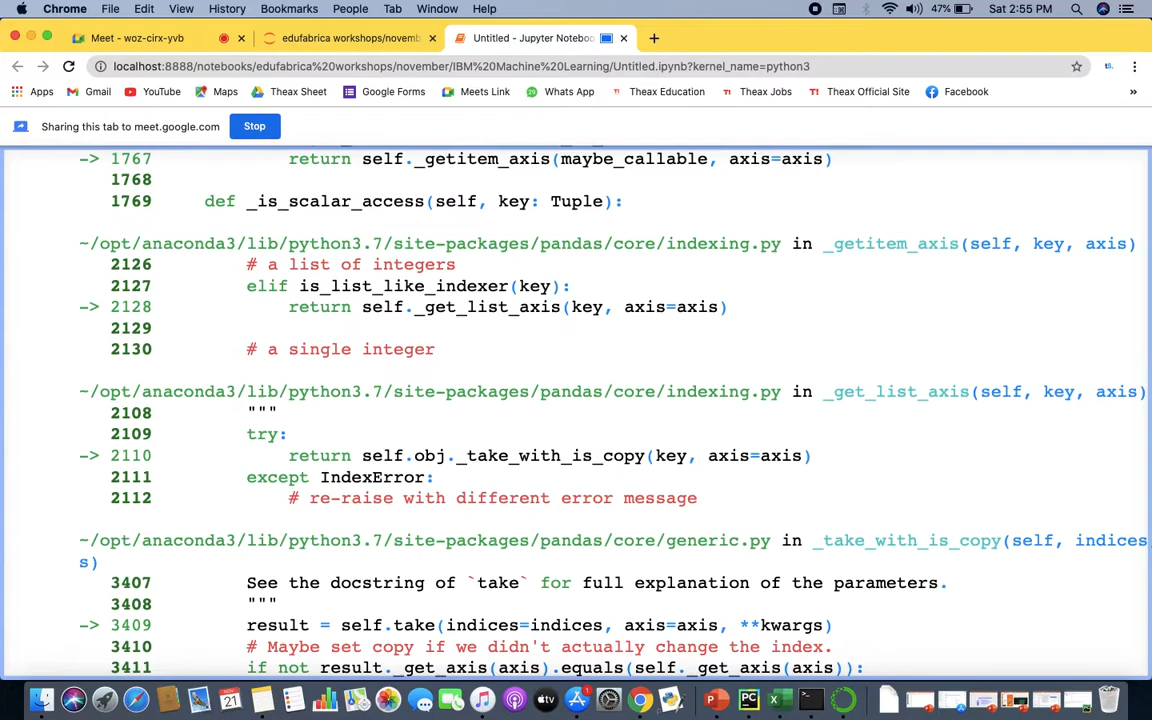 Chrome File Edit View History Bookmarks People Tab Window Help 47% Sat 2:55 PM
Meet - woz-cirx-yvb edufabrica workshops/novemb Untitled - Jupyter Noteboo
localhost:8888/notebooks/edufabrica%20workshops/november/IBM%20Machine%20Learning/Untitled.ipynb?kernel_name=python3
Apps Gmail YouTube Maps Theax Sheet Google Forms Meets Link Whats App Theax Education Theax Jobs Theax Official Site Facebook »
Sharing this tab to meet.google.com Stop
-> 1767 return self._getitem_axis(maybe_callable, axis=axis)
1768
1769 def _is_scalar_access(self, key: Tuple):
~/opt/anaconda3/lib/python3.7/site-packages/pandas/core/indexing.py in _getitem_axis(self, key, axis)
2126 # a list of integers
2127 elif is_list_like_indexer(key):
-> 2128 return self._get_list_axis(key, axis=axis)
2129
2130 # a single integer
~/opt/anaconda3/lib/python3.7/site-packages/pandas/core/indexing.py in _get_list_axis(self, key, axis)
2108 """
2109 try:
-> 2110 return self.obj._take_with_is_copy(key, axis=axis)
2111 except IndexError:
2112 # re-raise with different error message
~/opt/anaconda3/lib/python3.7/site-packages/pandas/core/generic.py in _take_with_is_copy(self, indices
s)
3407 See the docstring of `take` for full explanation of the parameters.
3408 """
-> 3409 result = self.take(indices=indices, axis=axis, **kwargs)
3410 # Maybe set copy if we didn't actually change the index.
3411 if not result._get_axis(axis).equals(self._get_axis(axis)):